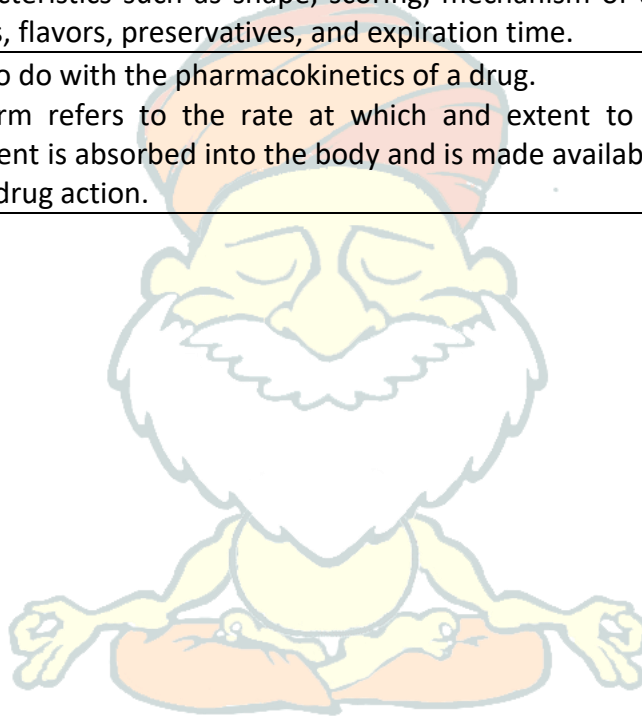 cteristics such as shape, scoring, mechanism of
s, flavors, preservatives, and expiration time.
o do with the pharmacokinetics of a drug.
rm refers to the rate at which and extent to
ent is absorbed into the body and is made availab
drug action.